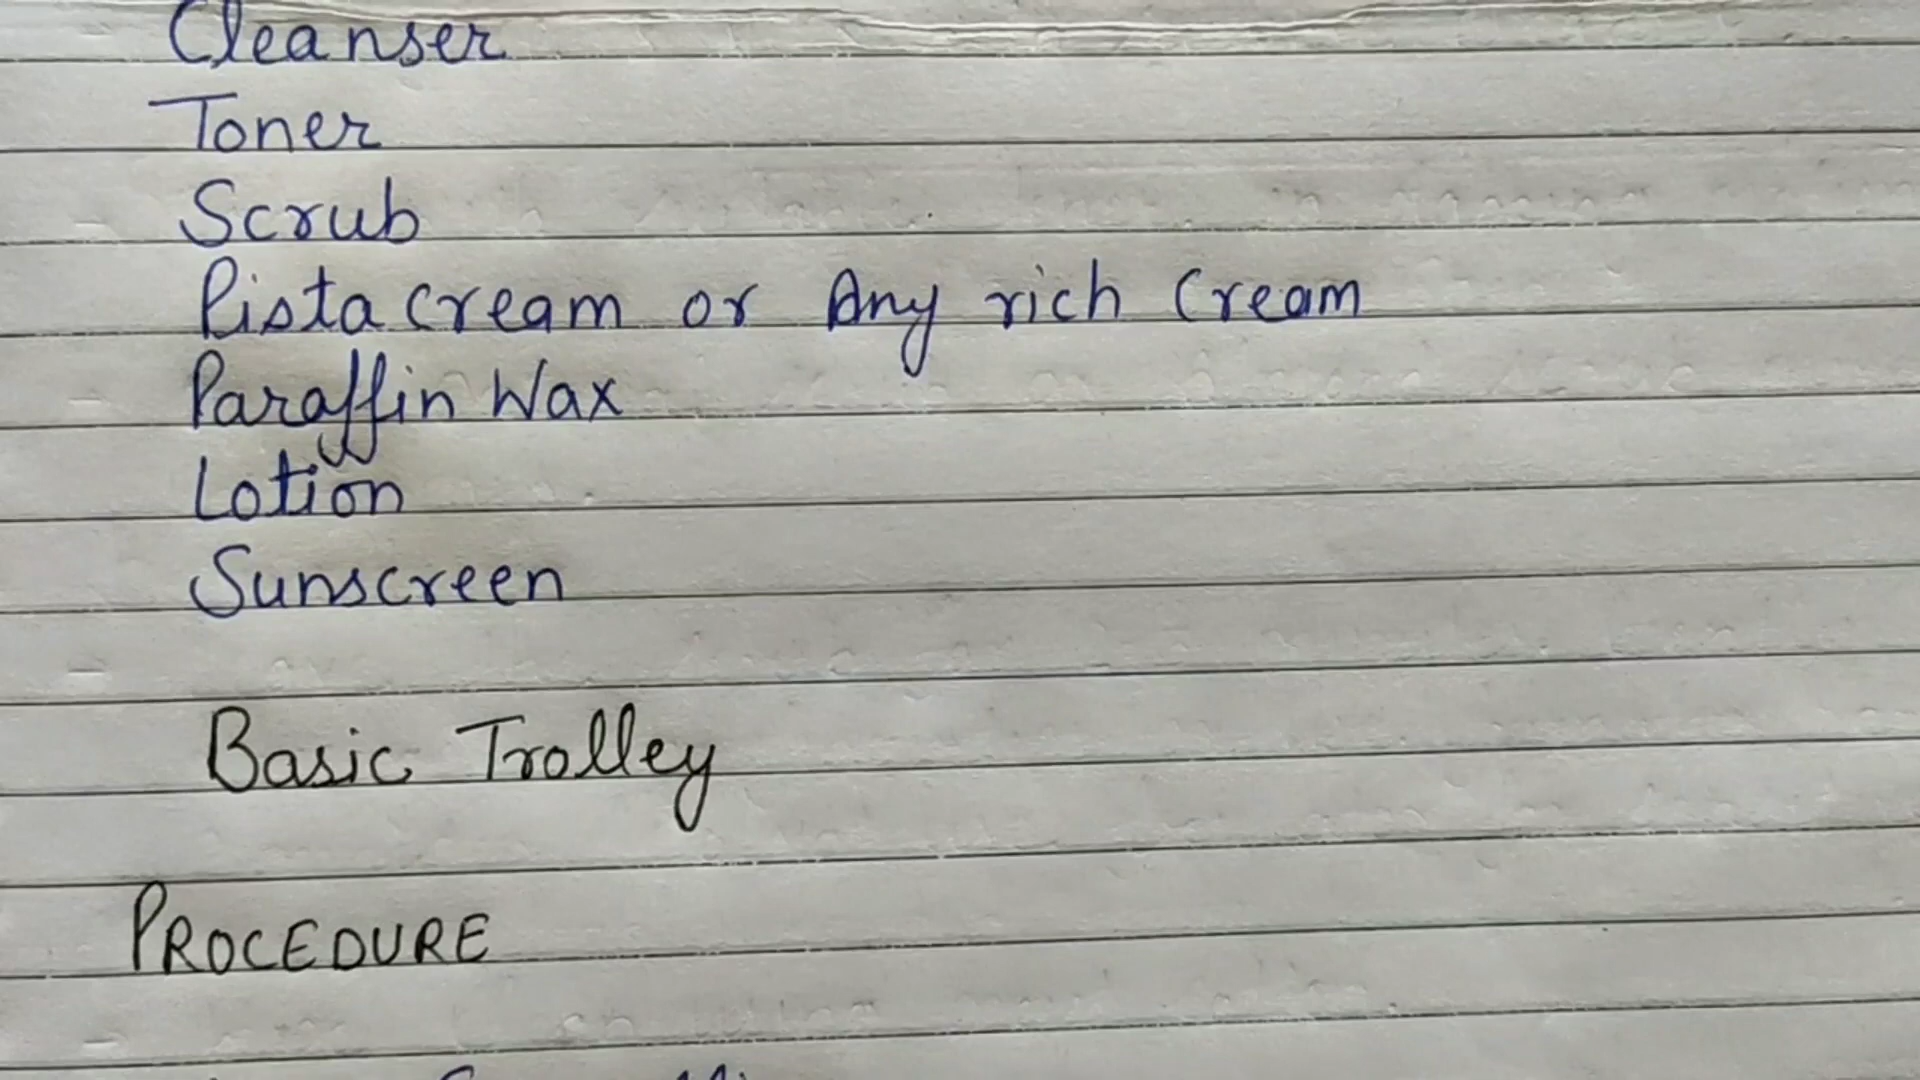 Cleanser
Toner
Scrub
Pista cream or Any rich Cream
Paraffin Wax
Lotion
Sunscreen
Basic Trolley
PROCEDURE